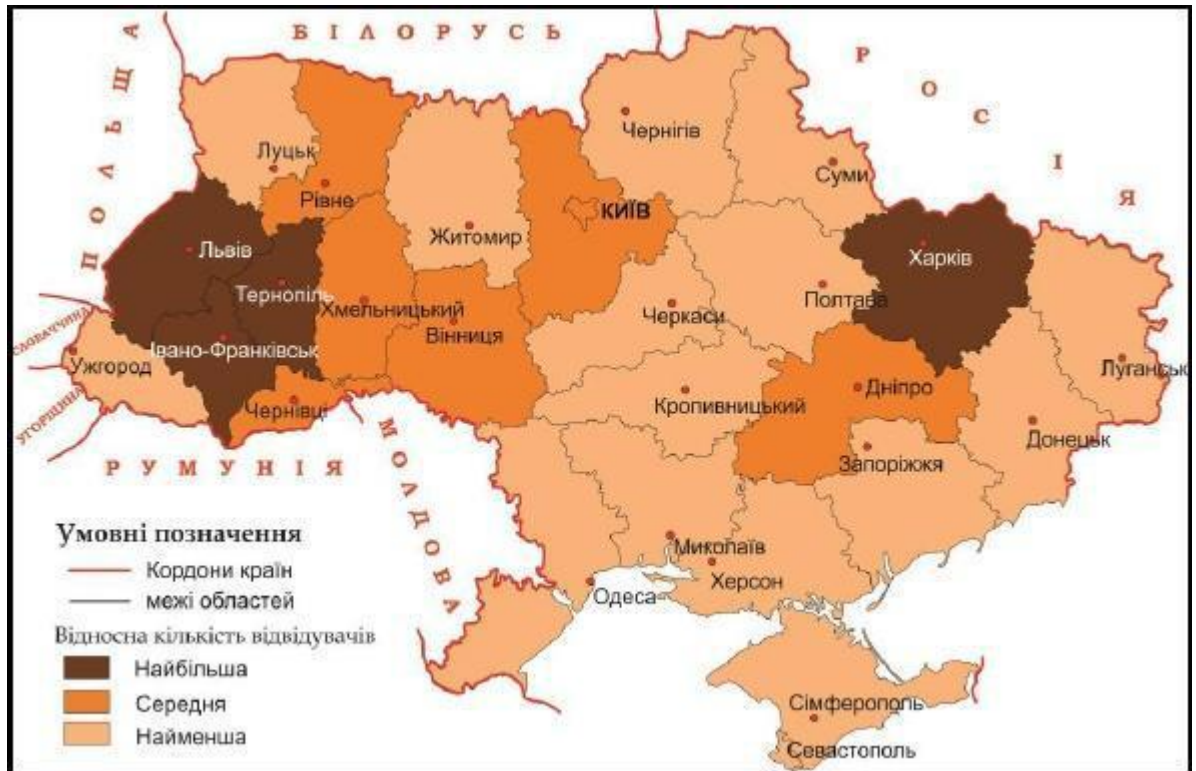 БІЛОРУСЬ
ПОЛЬЩА
РОСІЯ
Чернігів
Луцьк
Суми
Рівне
КИЇВ
Житомир
Львів
Харків
Тернопіль
Хмельницький
Полтава
Черкаси
Вінниця
СЛОВАЧЧИНА
Івано-Франківськ
Ужгород
Луганськ
Дніпро
Чернівці
Кропивницький
УГОРЩИНА
Донецьк
Запоріжжя
РУМУНІЯ
МОЛДОВА
Миколаїв
Херсон
Одеса
Сімферополь
Севастополь
Умовні позначення
Кордони країн
межі областей
Відносна кількість відвідувачів
Найбільша
Середня
Найменша